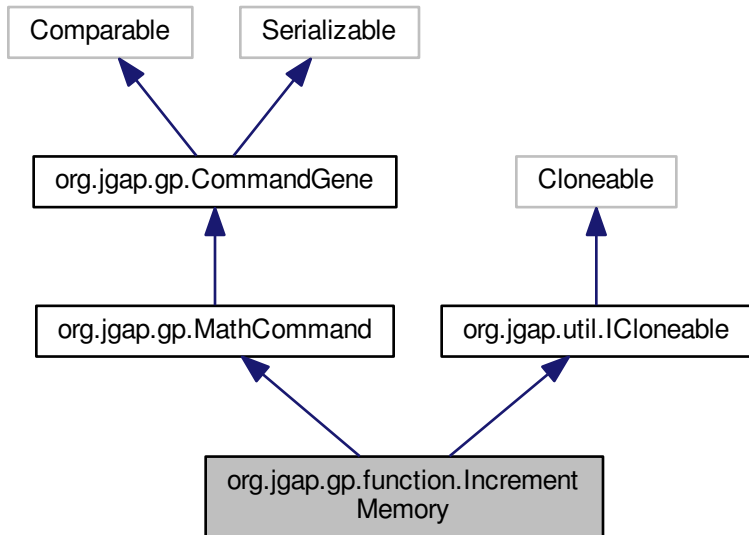 Comparable
Serializable
org.jgap.gp.CommandGene
Cloneable
org.jgap.gp.MathCommand
org.jgap.util.ICloneable
org.jgap.gp.function.Increment
Memory